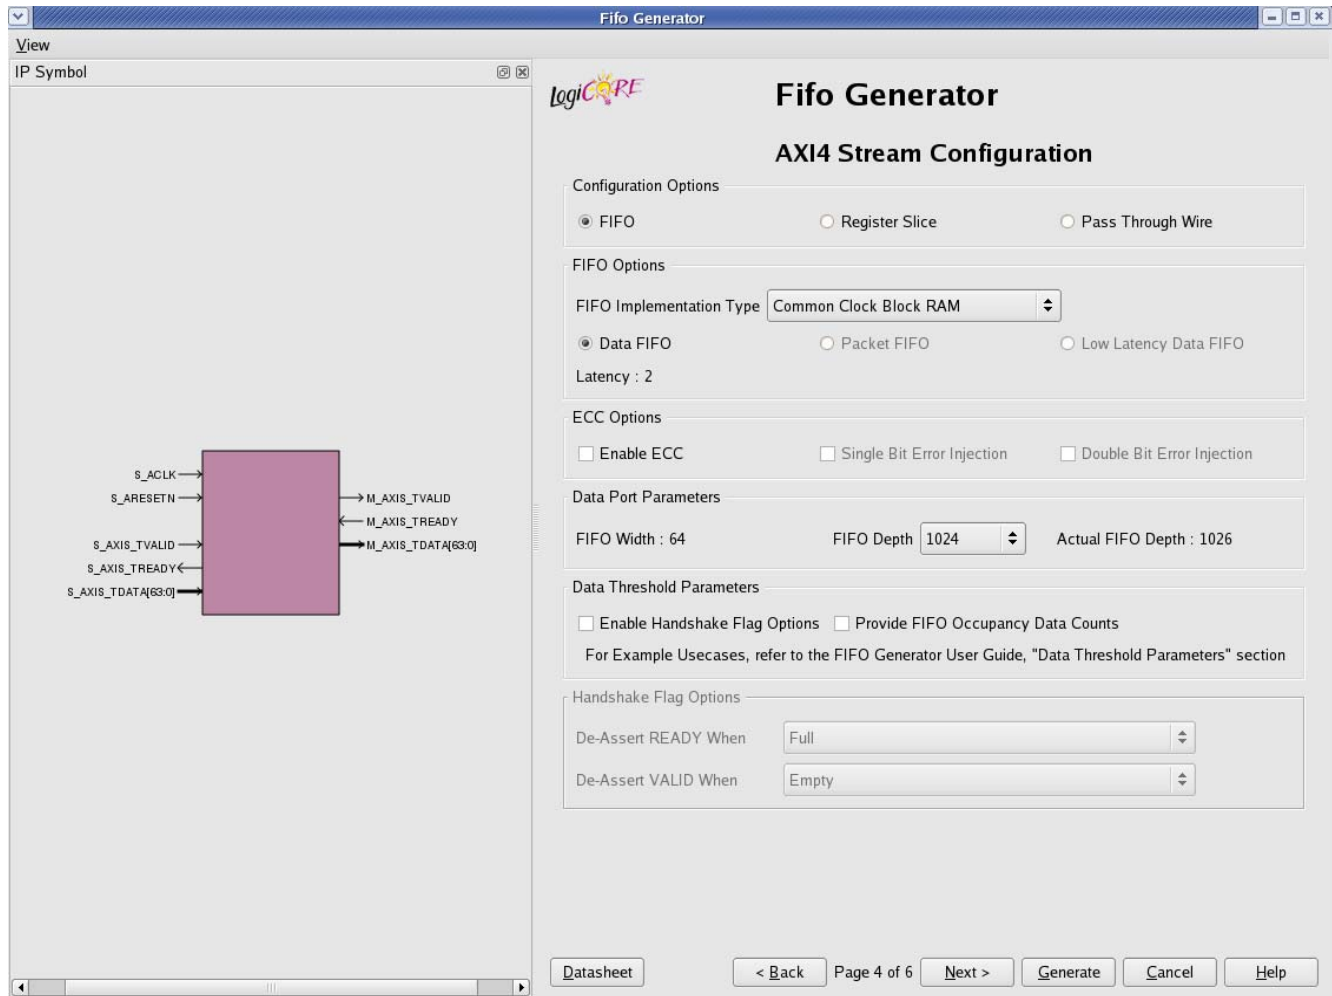 Fifo Generator
View
IP Symbol
S_ACLK
S_ARESETN
S_AXIS_TVALID
S_AXIS_TREADY
S_AXIS_TDATA[63:0]
M_AXIS_TVALID
M_AXIS_TREADY
M_AXIS_TDATA[63:0]
LogiCORE
Fifo Generator
AXI4 Stream Configuration
Configuration Options
FIFO Register Slice Pass Through Wire
FIFO Options
FIFO Implementation Type Common Clock Block RAM
Data FIFO Packet FIFO Low Latency Data FIFO
Latency : 2
ECC Options
Enable ECC Single Bit Error Injection Double Bit Error Injection
Data Port Parameters
FIFO Width : 64 FIFO Depth 1024 Actual FIFO Depth : 1026
Data Threshold Parameters
Enable Handshake Flag Options Provide FIFO Occupancy Data Counts
For Example Usecases, refer to the FIFO Generator User Guide, "Data Threshold Parameters" section
Handshake Flag Options
De-Assert READY When Full
De-Assert VALID When Empty
Datasheet < Back Page 4 of 6 Next > Generate Cancel Help